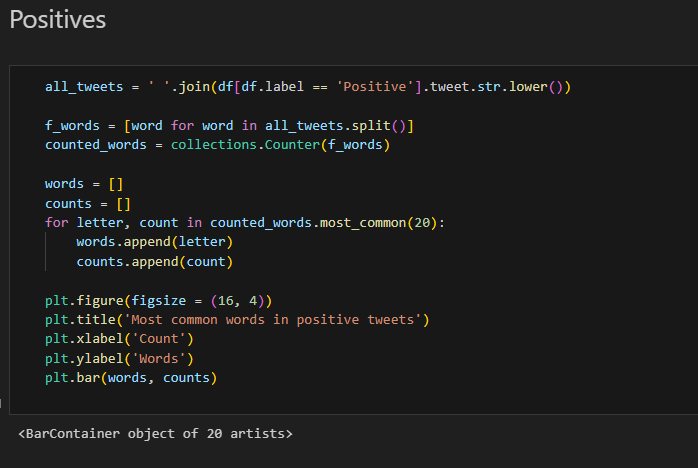 Positives
all_tweets = ' '.join(df[df.label == 'Positive'].tweet.str.lower())
f_words = [word for word in all_tweets.split()]
counted_words = collections.Counter(f_words)
words = []
counts = []
for letter, count in counted_words.most_common(20):
    words.append(letter)
    counts.append(count)
plt.figure(figsize = (16, 4))
plt.title('Most common words in positive tweets')
plt.xlabel('Count')
plt.ylabel('Words')
plt.bar(words, counts)
<BarContainer object of 20 artists>